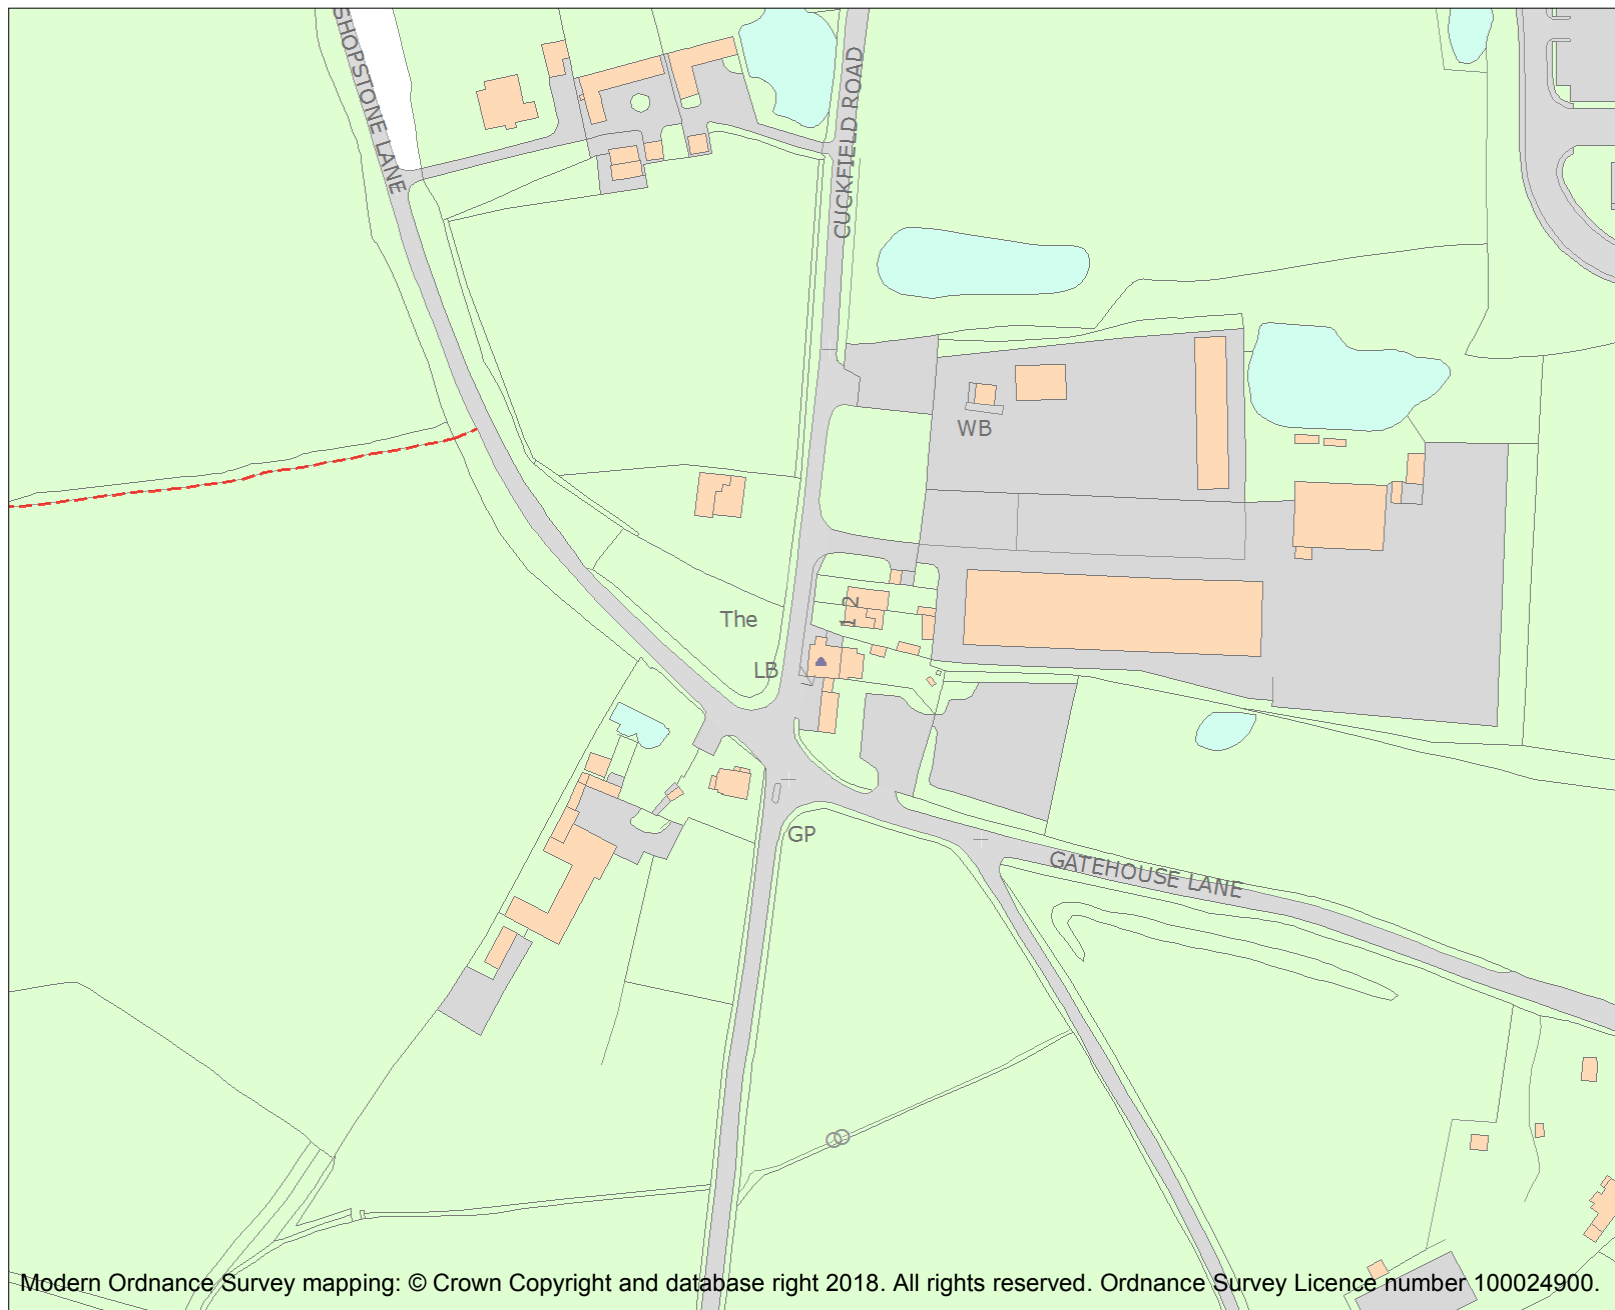 SHOPSTONE LANE
CUCKFIELD ROAD
WB
1 2
The
LB
GP
GATEHOUSE LANE
Modern Ordnance Survey mapping: © Crown Copyright and database right 2018. All rights reserved. Ordnance Survey Licence number 100024900.